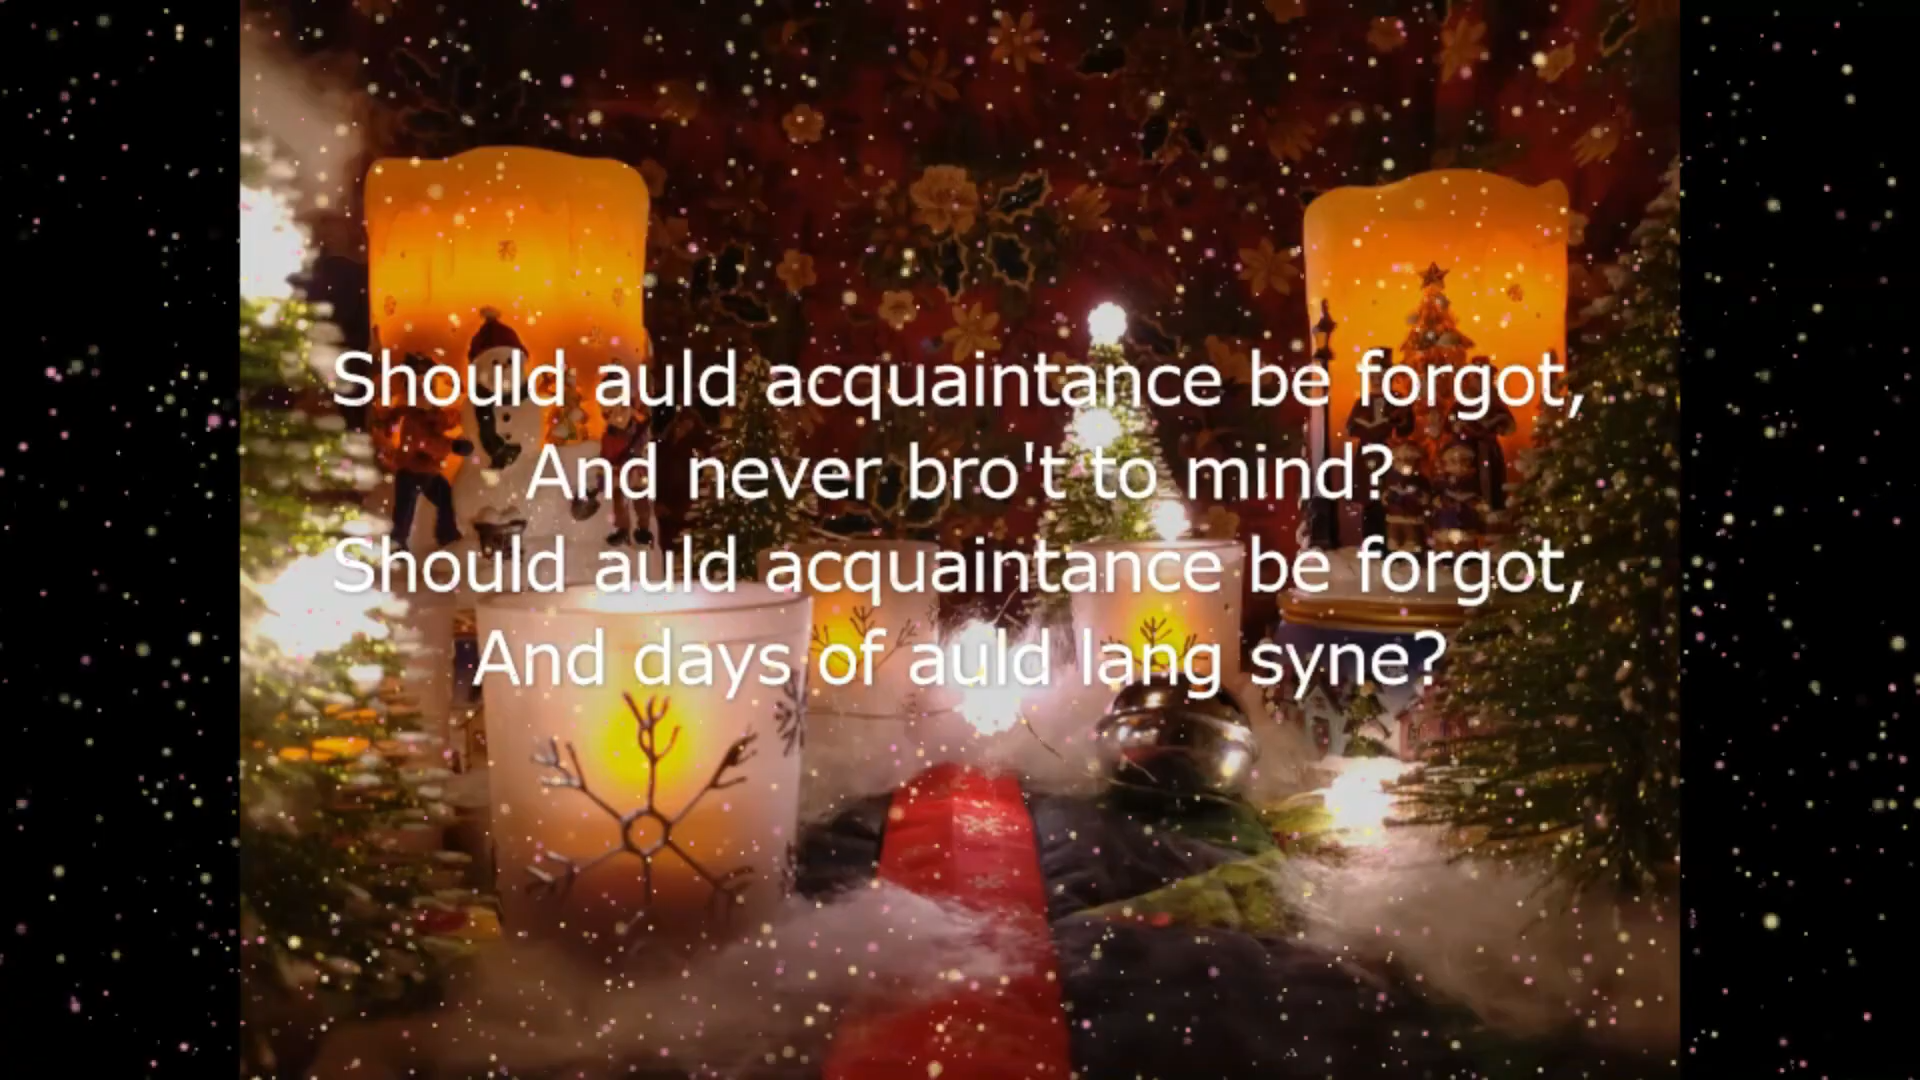 Should auld acquaintance be forgot,
And never bro't to mind?
Should auld acquaintance be forgot,
And days of auld lang syne?